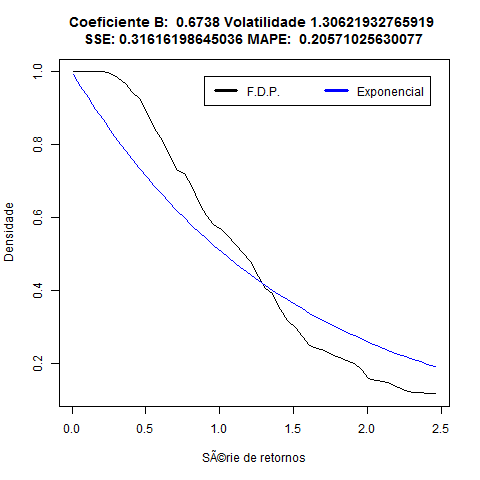 Coeficiente B:  0.6738 Volatilidade 1.30621932765919
SSE: 0.31616198645036 MAPE:  0.20571025630077
F.D.P.
Exponencial
Densidade
1.0
0.8
0.6
0.4
0.2
0.0
0.5
1.0
1.5
2.0
2.5
SÃ©rie de retornos